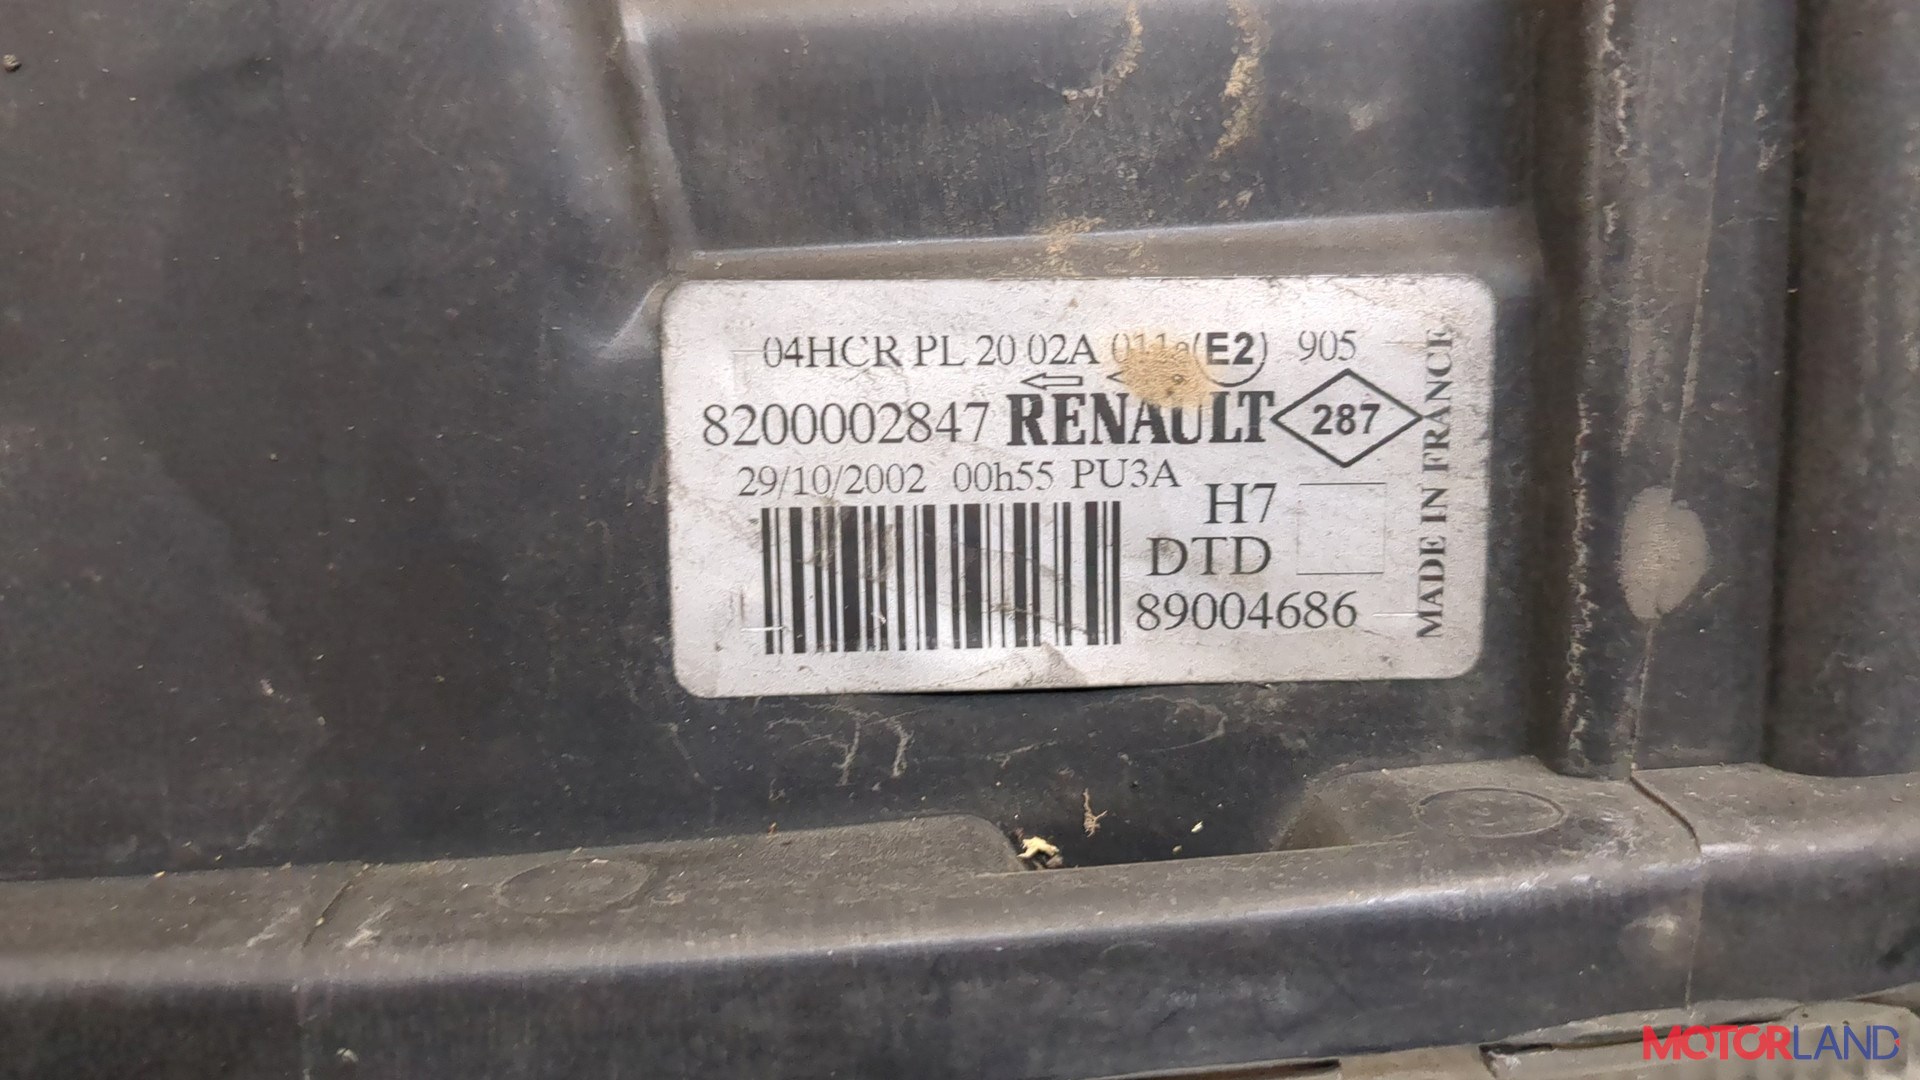 04HCR PL 20 02A (E2) 905
8200002847 RENAULT 287
29/10/2002 00h55 PU3A
H7
DTD
89004686
MADE IN FRANCE
MOTORLAND